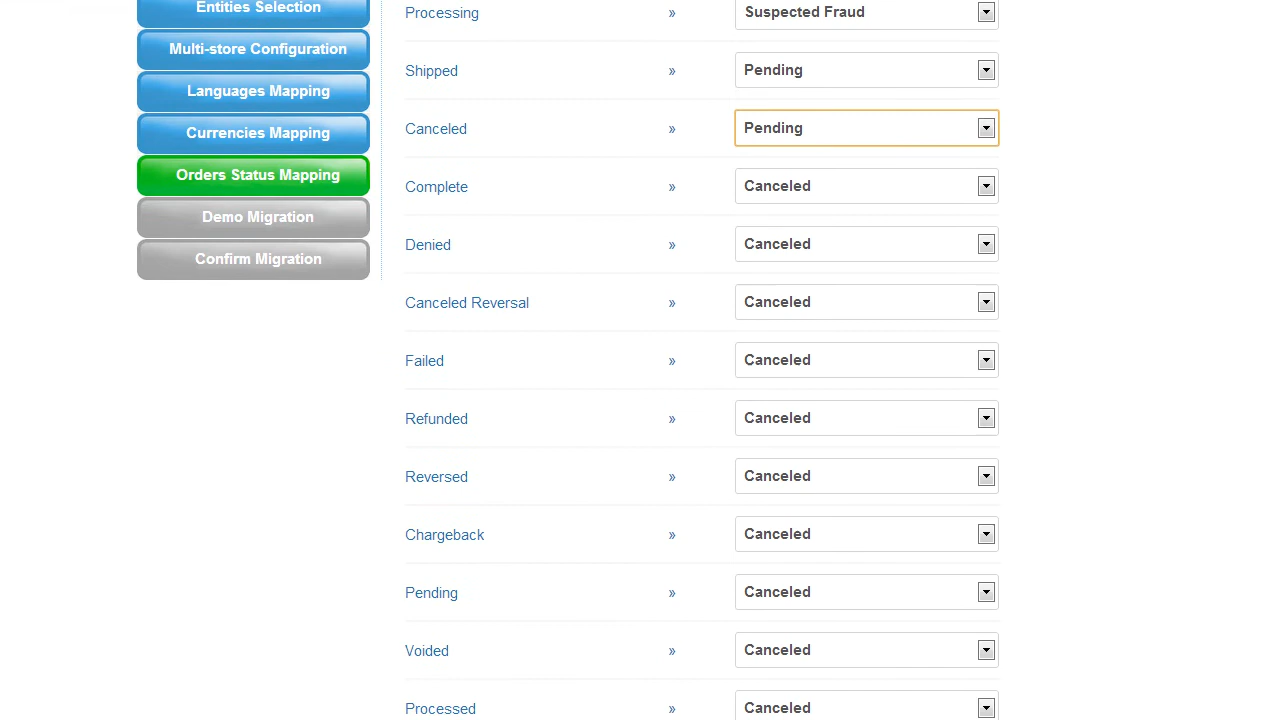 Entities Selection
Multi-store Configuration
Languages Mapping
Currencies Mapping
Orders Status Mapping
Demo Migration
Confirm Migration
Processing » Suspected Fraud
Shipped » Pending
Canceled » Pending
Complete » Canceled
Denied » Canceled
Canceled Reversal » Canceled
Failed » Canceled
Refunded » Canceled
Reversed » Canceled
Chargeback » Canceled
Pending » Canceled
Voided » Canceled
Processed » Canceled